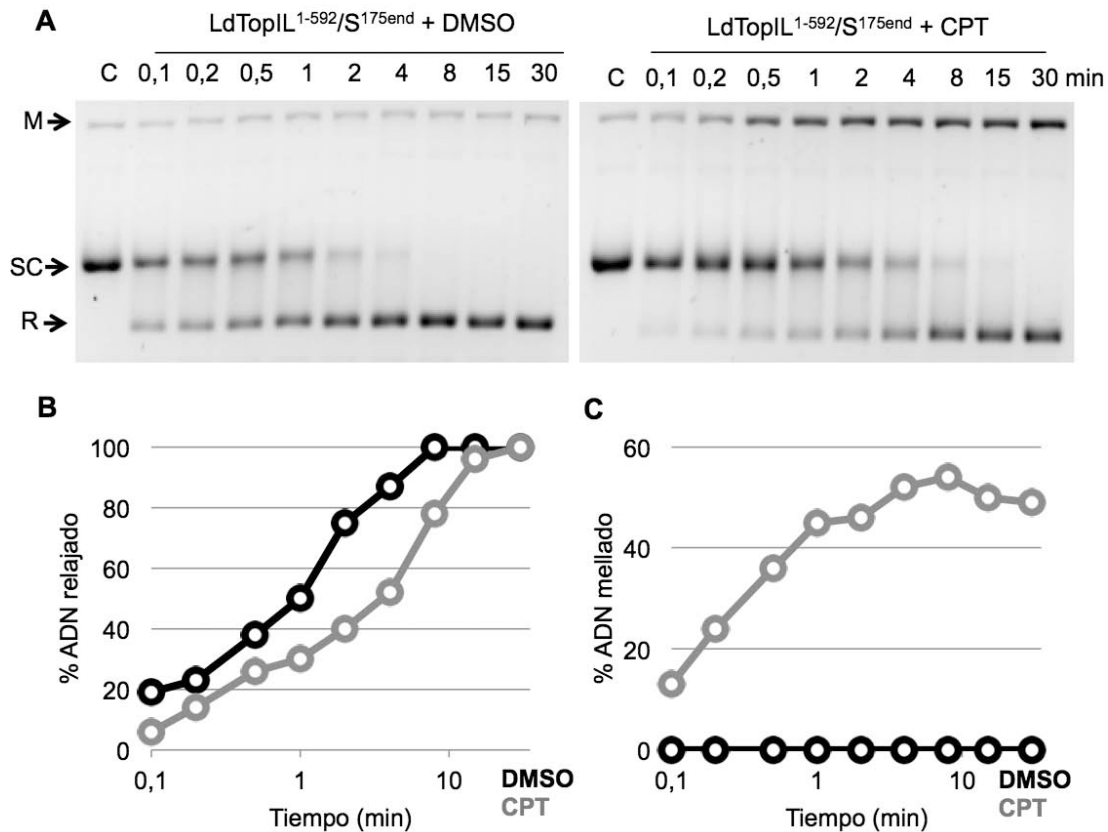 A
LdTopIL1-592/S175end + DMSO
LdTopIL1-592/S175end + CPT
C 0,1 0,2 0,5 1 2 4 8 15 30
C 0,1 0,2 0,5 1 2 4 8 15 30 min
M
SC
R
B
% ADN relajado
100
80
60
40
20
0
0,1 1 10
Tiempo (min)
DMSO
CPT
C
% ADN mellado
60
40
20
0
0,1 1 10
Tiempo (min)
DMSO
CPT